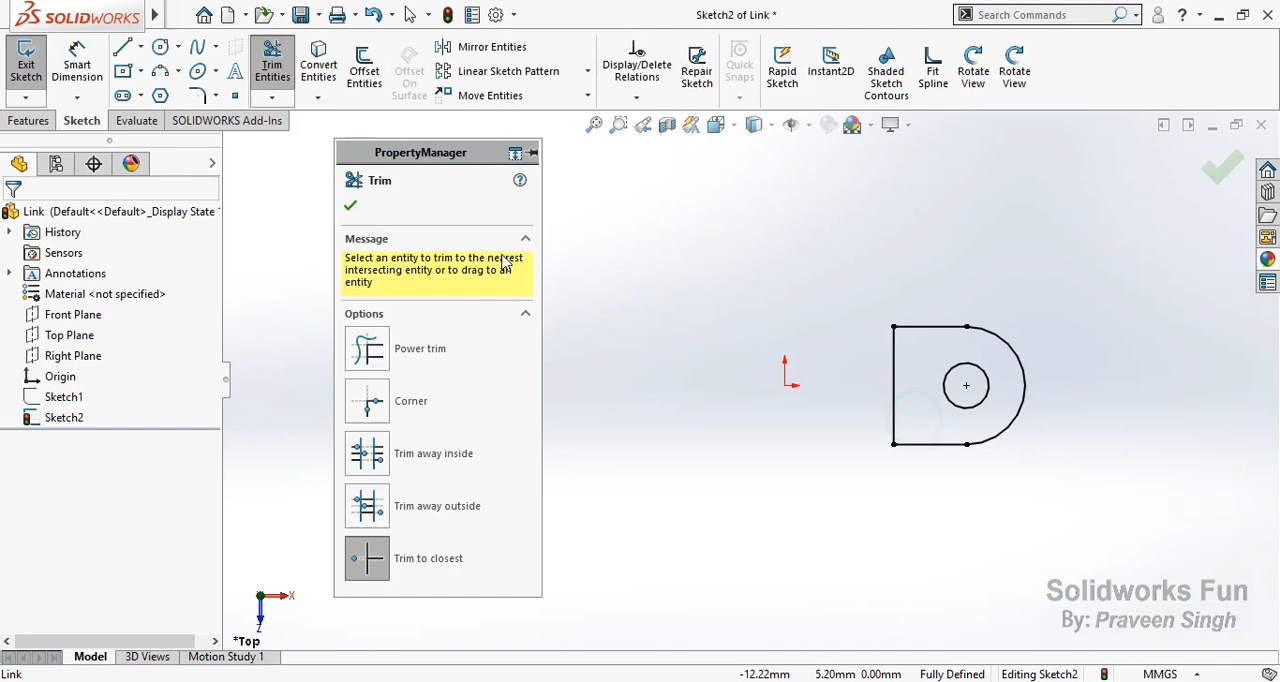 SOLIDWORKS
Sketch2 of Link *
Search Commands
Exit Sketch
Smart Dimension
Trim Entities
Convert Entities
Offset Entities
Offset On Surface
Mirror Entities
Linear Sketch Pattern
Move Entities
Display/Delete Relations
Repair Sketch
Quick Snaps
Rapid Sketch
Instant2D
Shaded Sketch Contours
Fit Spline
Rotate View
Rotate View
Features
Sketch
Evaluate
SOLIDWORKS Add-Ins
Link (Default<<Default>_Display State
History
Sensors
Annotations
Material <not specified>
Front Plane
Top Plane
Right Plane
Origin
Sketch1
Sketch2
PropertyManager
Trim
Message
Select an entity to trim to the nearest
intersecting entity or to drag to an
entity
Options
Power trim
Corner
Trim away inside
Trim away outside
Trim to closest
X
Z
*Top
Solidworks Fun
By: Praveen Singh
Model
3D Views
Motion Study 1
Link
-12.22mm
5.20mm 0.00mm
Fully Defined
Editing Sketch2
MMGS